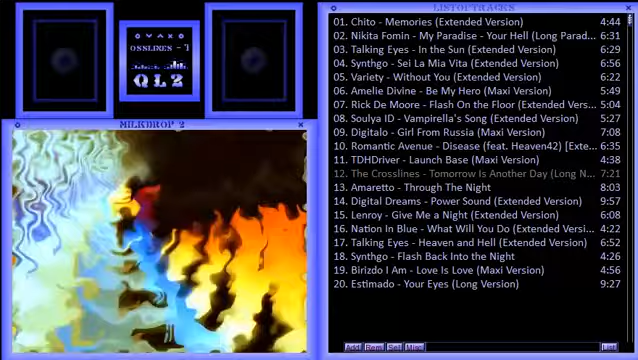 OSSLINES - 'T
QL2
MILKDROP 2
LIST OF TRACKS
01. Chito - Memories (Extended Version) 4:44
02. Nikita Fomin - My Paradise - Your Hell (Long Parad... 6:31
03. Talking Eyes - In the Sun (Extended Version) 6:29
04. Synthgo - Sei La Mia Vita (Extended Version) 6:56
05. Variety - Without You (Extended Version) 6:22
06. Amelie Divine - Be My Hero (Maxi Version) 5:49
07. Rick De Moore - Flash On the Floor (Extended Vers... 5:04
08. Soulya ID - Vampirella's Song (Extended Version) 5:27
09. Digitalo - Girl From Russia (Maxi Version) 7:08
10. Romantic Avenue - Disease (feat. Heaven42) [Exte... 6:35
11. TDHDriver - Launch Base (Maxi Version) 4:38
12. The Crosslines - Tomorrow Is Another Day (Long N... 7:21
13. Amaretto - Through The Night 8:03
14. Digital Dreams - Power Sound (Extended Version) 9:57
15. Lenroy - Give Me a Night (Extended Version) 6:08
16. Nation In Blue - What Will You Do (Extended Versi... 4:22
17. Talking Eyes - Heaven and Hell (Extended Version) 6:52
18. Synthgo - Flash Back Into the Night 4:26
19. Birizdo I Am - Love Is Love (Maxi Version) 4:56
20. Estimado - Your Eyes (Long Version) 9:27
Add Rem Sel Misc List